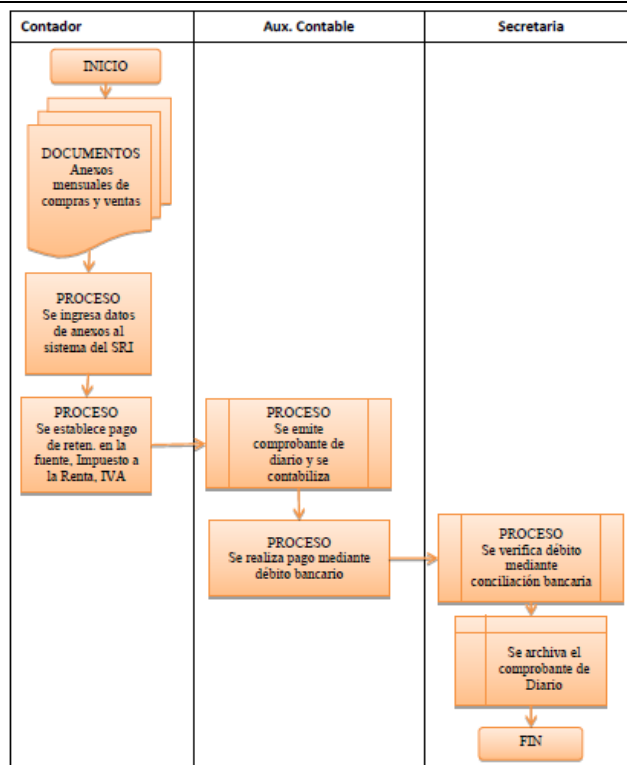 Contador
Aux. Contable
Secretaria
INICIO
DOCUMENTOS
Anexos
mensuales de
compras y ventas
PROCESO
Se ingresa datos
de anexos al
sistema del SRI
PROCESO
Se establece pago
de reten. en la
fuente, Impuesto a
la Renta, IVA
PROCESO
Se emite
comprobante de
diario y se
contabiliza
PROCESO
Se realiza pago mediante
débito bancario
PROCESO
Se verifica débito
mediante
conciliación bancaria
Se archiva el
comprobante de
Diario
FIN